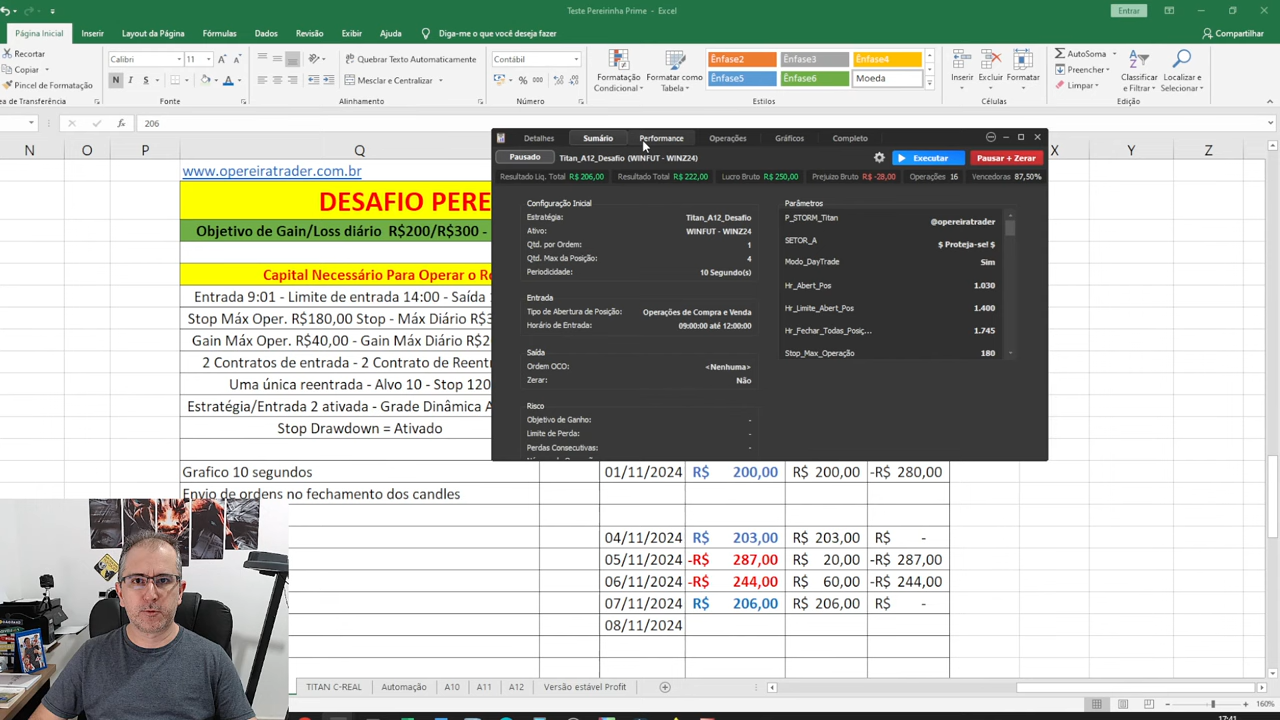 Teste Pereirinha Prime - Excel
Entrar
Página Inicial
Inserir
Layout da Página
Fórmulas
Dados
Revisão
Exibir
Ajuda
Diga-me o que você deseja fazer
Compartilhar
Recortar
Copiar
Pincel de Formatação
a de Transferência
Calibri
11
N I S
Fonte
Quebrar Texto Automaticamente
Mesclar e Centralizar
Alinhamento
Contábil
% 000
Número
Formatação Condicional
Formatar como Tabela
Ênfase2
Ênfase3
Ênfase4
Ênfase5
Ênfase6
Moeda
Estilos
Inserir
Excluir
Formatar
Células
AutoSoma
Preencher
Limpar
Classificar e Filtrar
Localizar e Selecionar
Edição
fx 206
N O P Q X Y Z
www.opereiratrader.com.br
DESAFIO PERE
Objetivo de Gain/Loss diário R$200/R$300 -
Capital Necessário Para Operar o Ro
Entrada 9:01 - Limite de entrada 14:00 - Saída
Stop Máx Oper. R$180,00 Stop - Máx Diário R$3
Gain Máx Oper. R$40,00 - Gain Máx Diário R$2
2 Contratos de entrada - 2 Contrato de Reentr
Uma única reentrada - Alvo 10 - Stop 120
Estratégia/Entrada 2 ativada - Grade Dinâmica A
Stop Drawdown = Ativado
Grafico 10 segundos
Envio de ordens no fechamento dos candles
Detalhes
Sumário
Performance
Operações
Gráficos
Completo
Pausado
Titan_A12_Desafio (WINFUT - WINZ24)
Executar
Pausar + Zerar
Resultado Liq. Total R$ 206,00
Resultado Total R$ 222,00
Lucro Bruto R$ 250,00
Prejuizo Bruto R$ -28,00
Operações 16
Vencedoras 87,50%
Configuração Inicial
Estratégia: Titan_A12_Desafio
Ativo: WINFUT - WINZ24
Qtd. por Ordem: 1
Qtd. Max da Posição: 4
Periodicidade: 10 Segundo(s)
Entrada
Tipo de Abertura de Posição: Operações de Compra e Venda
Horário de Entrada: 09:00:00 até 12:00:00
Saída
Ordem OCO: <Nenhuma>
Zerar: Não
Risco
Objetivo de Ganho: -
Limite de Perda: -
Perdas Consecutivas: -
Parâmetros
P_STORM_Titan @opereiratrader
SETOR_A $ Proteja-se! $
Modo_DayTrade Sim
Hr_Abert_Pos 1.030
Hr_Limite_Abert_Pos 1.400
Hr_Fechar_Todas_Posiç... 1.745
Stop_Max_Operação 180
01/11/2024 R$ 200,00 R$ 200,00 -R$ 280,00
04/11/2024 R$ 203,00 R$ 203,00 R$ -
05/11/2024 -R$ 287,00 R$ 20,00 -R$ 287,00
06/11/2024 -R$ 244,00 R$ 60,00 -R$ 244,00
07/11/2024 R$ 206,00 R$ 206,00 R$ -
08/11/2024
TITAN C-REAL
Automação
A10
A11
A12
Versão estável Profit
160%
17:41